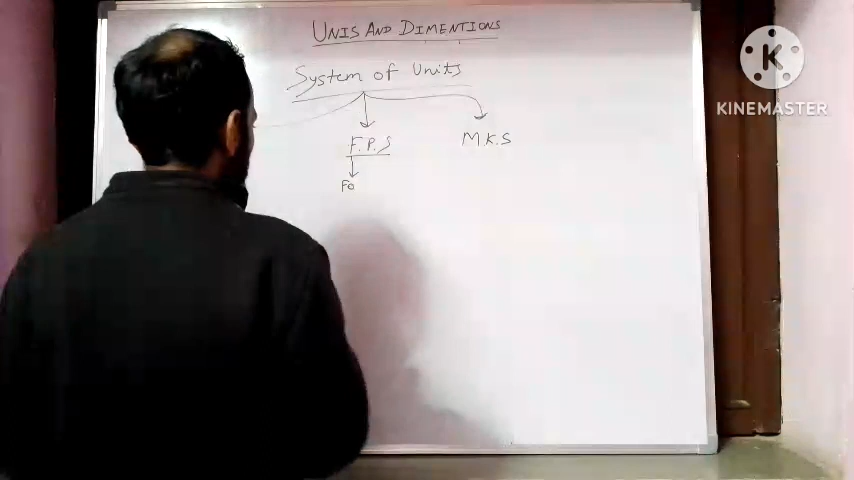 UNIS AND DIMENTIONS
System of Units
F.P.S
M.K.S
Fo
K
KINEMASTER